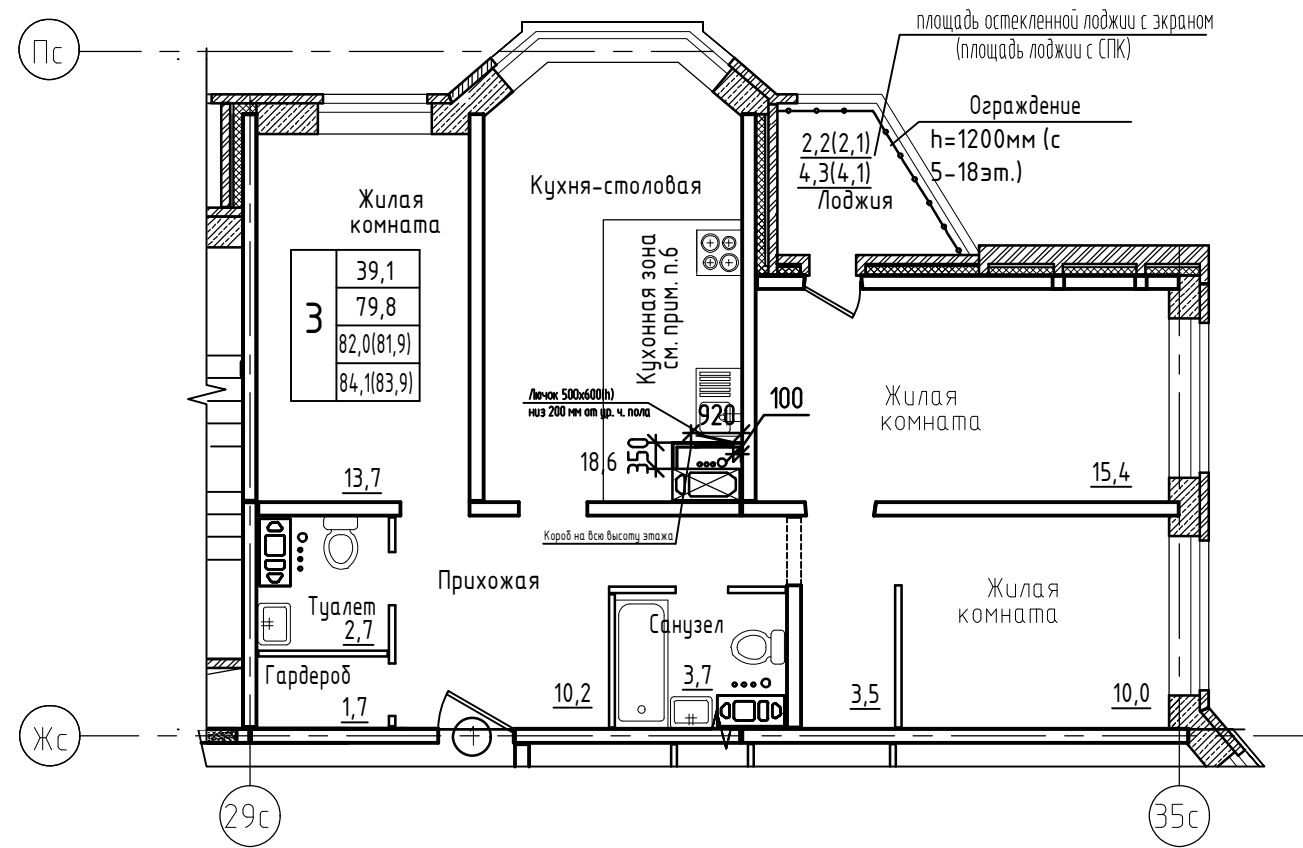 Пс
площадь остекленной лоджии с экраном
(площадь лоджии с СПК)
Ограждение
h=1200мм (с
5-18эт.)
2,2(2,1)
4,3(4,1)
Лоджия
Кухня-столовая
Жилая
комната
3
39,1
79,8
82,0(81,9)
84,1(83,9)
Кухонная зона
см. прим. п.6
Лючок 500х600(h)
низ 200 мм от ур. ч. пола
920
100
350
18,6
13,7
Жилая
комната
15,4
Короб на всю высоту этажа
Прихожая
Туалет
2,7
Гардероб
1,7
10,2
Санузел
3,7
3,5
Жилая
комната
10,0
Жс
29с
35с